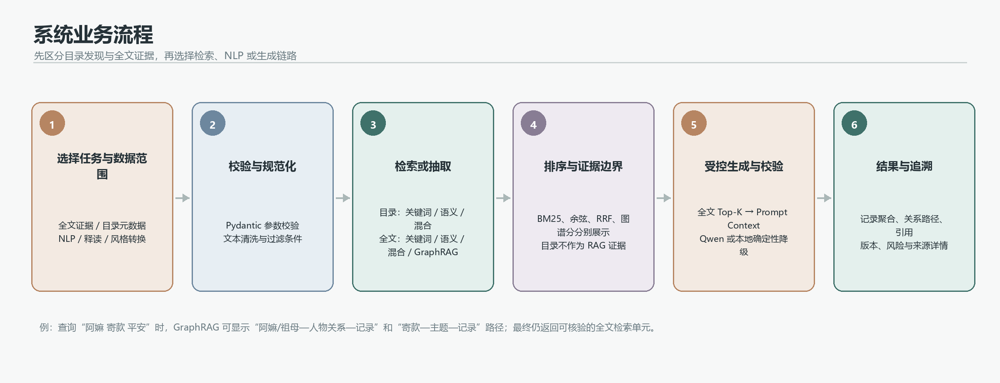 系统业务流程
先区分目录发现与全文证据，再选择检索、NLP 或生成链路
1
选择任务与数据范
围
全文证据 / 目录元数据
NLP / 释读 / 风格转换
2
校验与规范化
Pydantic 参数校验
文本清洗与过滤条件
3
检索或抽取
目录：关键词 / 语义 /
混合
全文：关键词 / 语义 /
混合 / GraphRAG
4
排序与证据边界
BM25、余弦、RRF、图
谱分分别展示
目录不作为 RAG 证据
5
受控生成与校验
全文 Top-K → Prompt
Context
Qwen 或本地确定性降
级
6
结果与追溯
记录聚合、关系路径、
引用
版本、风险与来源详情
例：查询“阿嫲 寄款 平安”时，GraphRAG 可显示“阿嫲/祖母—人物关系—记录”和“寄款—主题—记录”路径；最终仍返回可核验的全文检索单元。